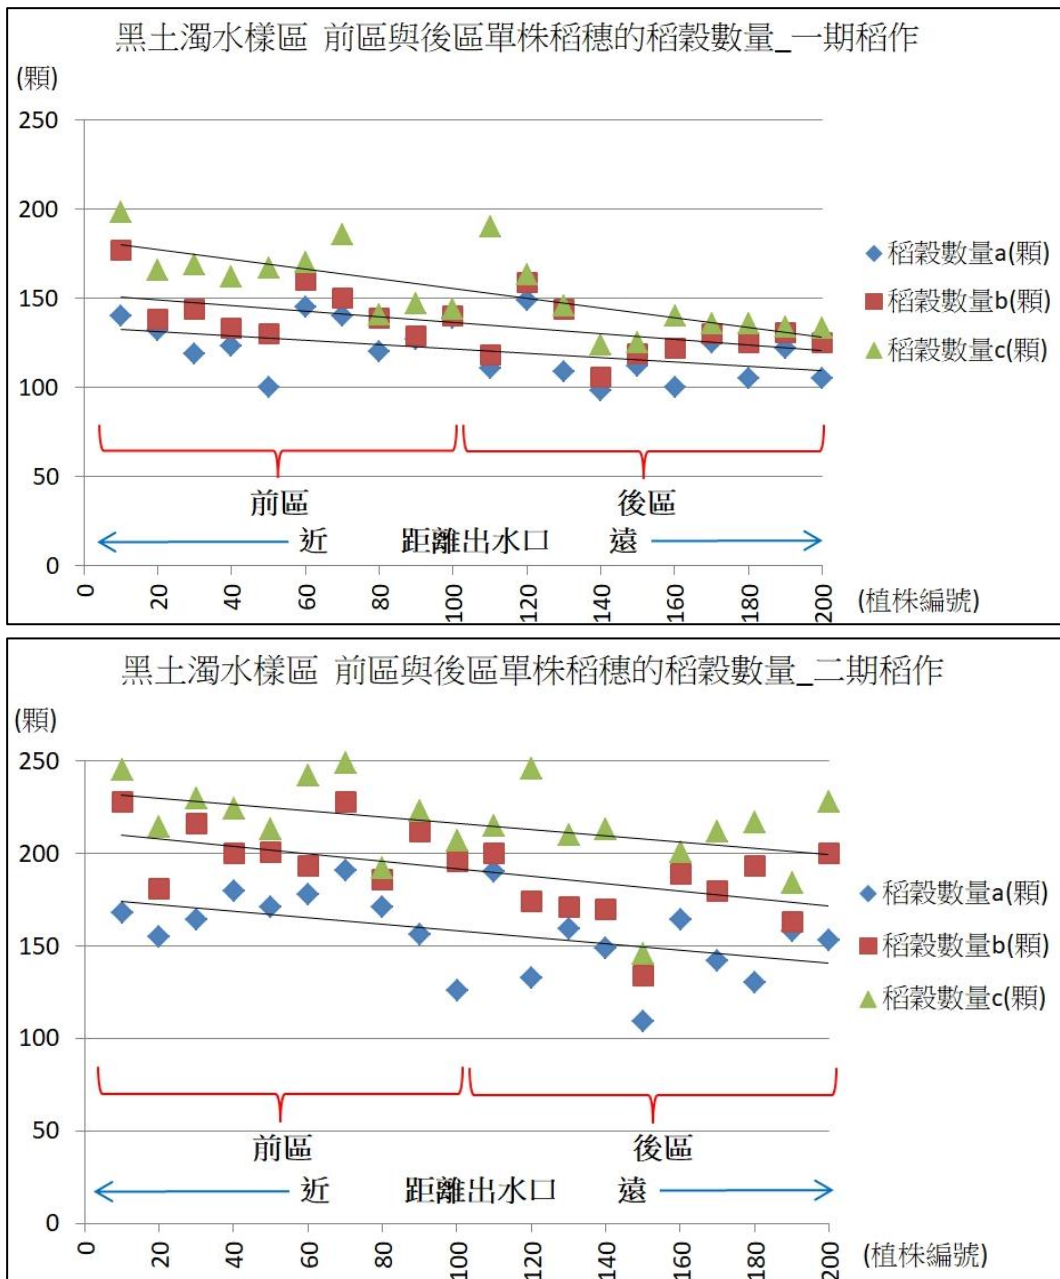 黑土濁水樣區 前區與後區單株稻穗的稻穀數量_一期稻作
(顆)
250
200
150
100
50
0
稻穀數量a(顆)
稻穀數量b(顆)
稻穀數量c(顆)
前區 後區
近 距離出水口 遠
0 20 40 60 80 100 1120 1140 1160 1180 200
(植株編號)
黑土濁水樣區 前區與後區單株稻穗的稻穀數量_二期稻作
(顆)
250
200
150
100
50
0
稻穀數量a(顆)
稻穀數量b(顆)
稻穀數量c(顆)
前區 後區
近 距離出水口 遠
0 20 40 60 80 100 120 140 160 180 200
(植株編號)